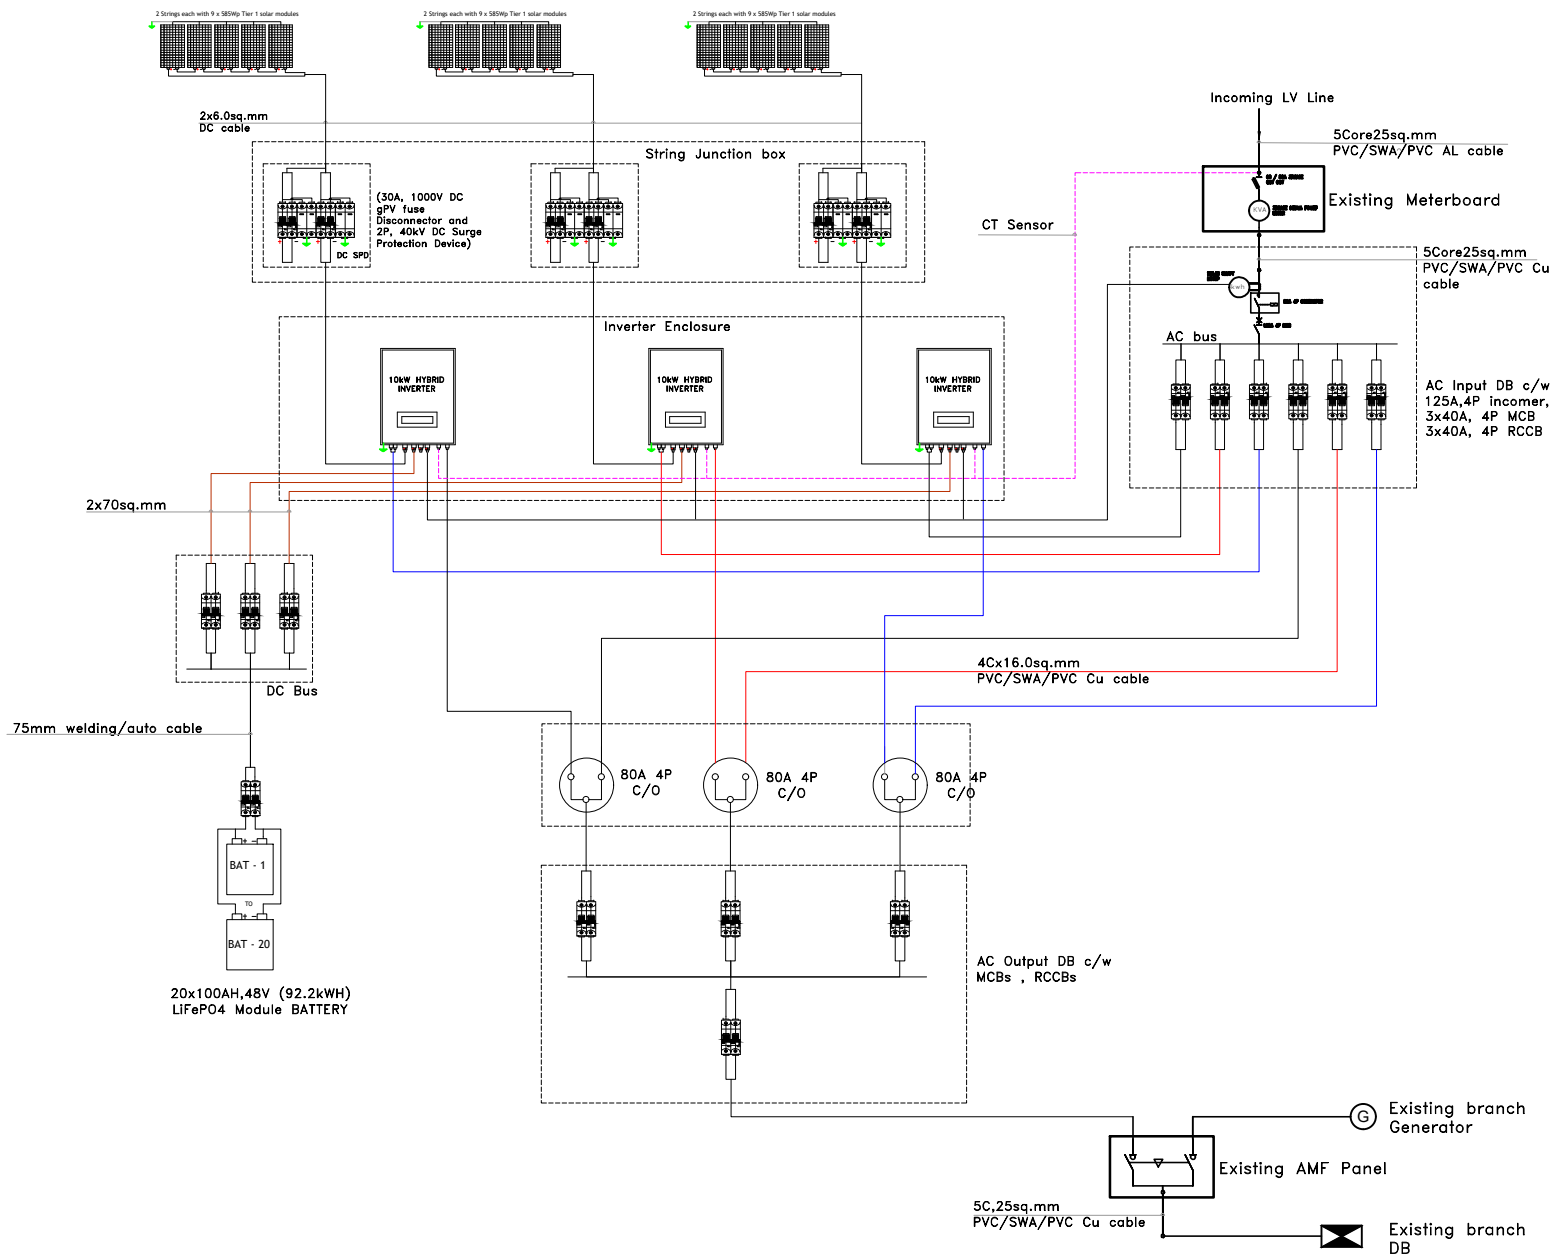 2 Strings each with 9 x 585Wp Tier 1 solar modules
2 Strings each with 9 x 585Wp Tier 1 solar modules
2 Strings each with 9 x 585Wp Tier 1 solar modules
Incoming LV Line
2x6.0sq.mm
DC cable
5Core25sq.mm
PVC/SWA/PVC AL cable
String Junction box
(30A, 1000V DC
gPV fuse
Disconnector and
2P, 40kV DC Surge
Protection Device)
DC SPD
Existing Meterboard
KVA
CT Sensor
5Core25sq.mm
PVC/SWA/PVC Cu
cable
kwh
Inverter Enclosure
AC bus
10kW HYBRID
INVERTER
10kW HYBRID
INVERTER
10kW HYBRID
INVERTER
AC Input DB c/w
125A,4P incomer,
3x40A, 4P MCB
3x40A, 4P RCCB
2x70sq.mm
DC Bus
4Cx16.0sq.mm
PVC/SWA/PVC Cu cable
75mm welding/auto cable
80A 4P
C/O
80A 4P
C/O
80A 4P
C/O
+ -
BAT - 1
TO
+ -
BAT - 20
20x100AH,48V (92.2kWH)
LiFePO4 Module BATTERY
AC Output DB c/w
MCBs , RCCBs
G
Existing branch
Generator
Existing AMF Panel
5C,25sq.mm
PVC/SWA/PVC Cu cable
Existing branch
DB